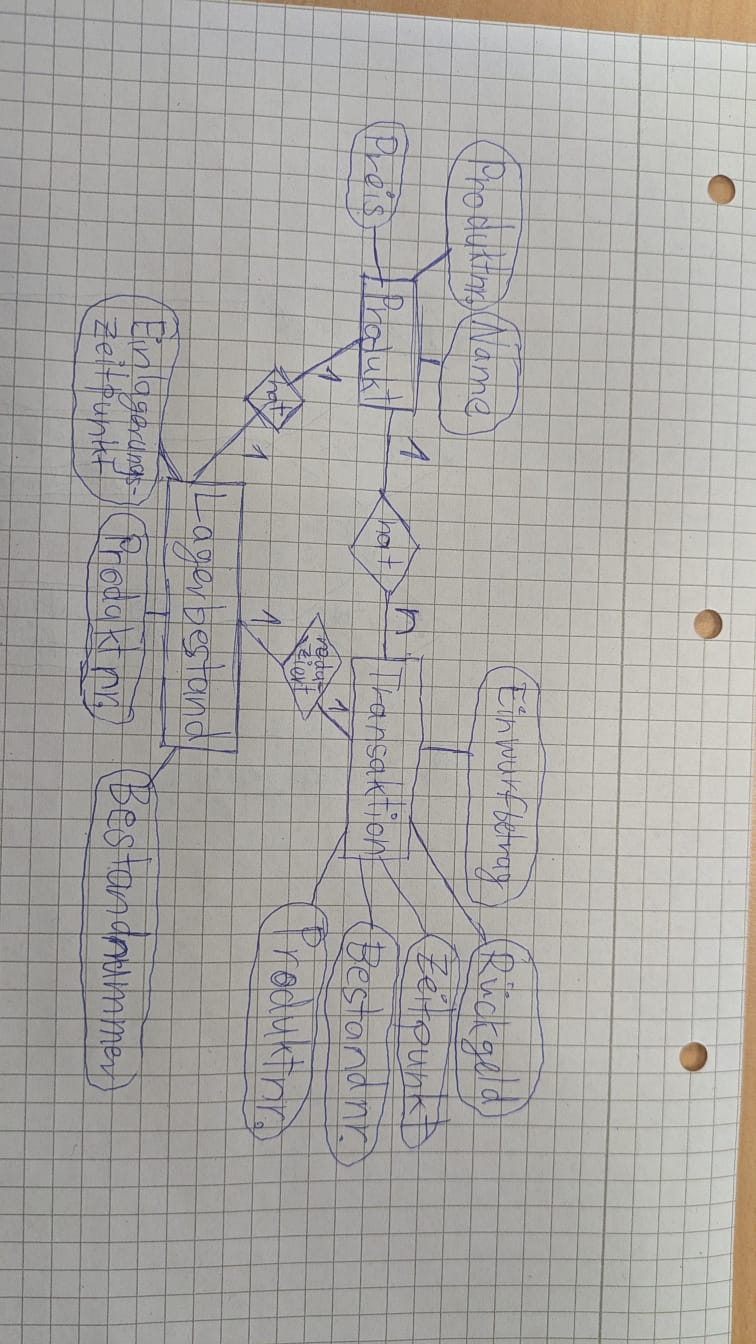 Produktnr.
Name
Einwurfbetrag
Rückgeld
Preis
Produkt
1
hat
n
Transaktion
Zeitpunkt
Bestandnr.
Produktnr.
1
hat
1
1
1
Lagerbestand
Einlagerungs-
zeitpunkt
Produktnr.
Bestandnummer